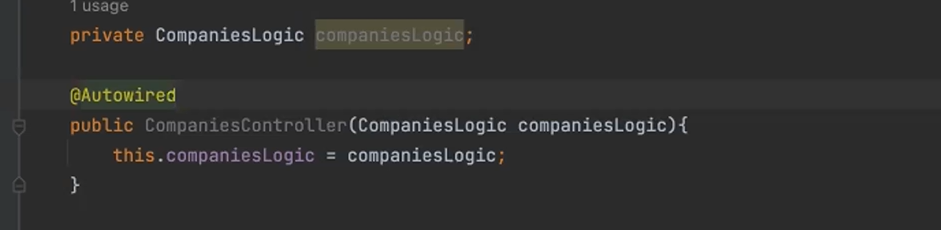 1 usage
private CompaniesLogic companiesLogic;
@Autowired
public CompaniesController(CompaniesLogic companiesLogic){
this.companiesLogic = companiesLogic;
}